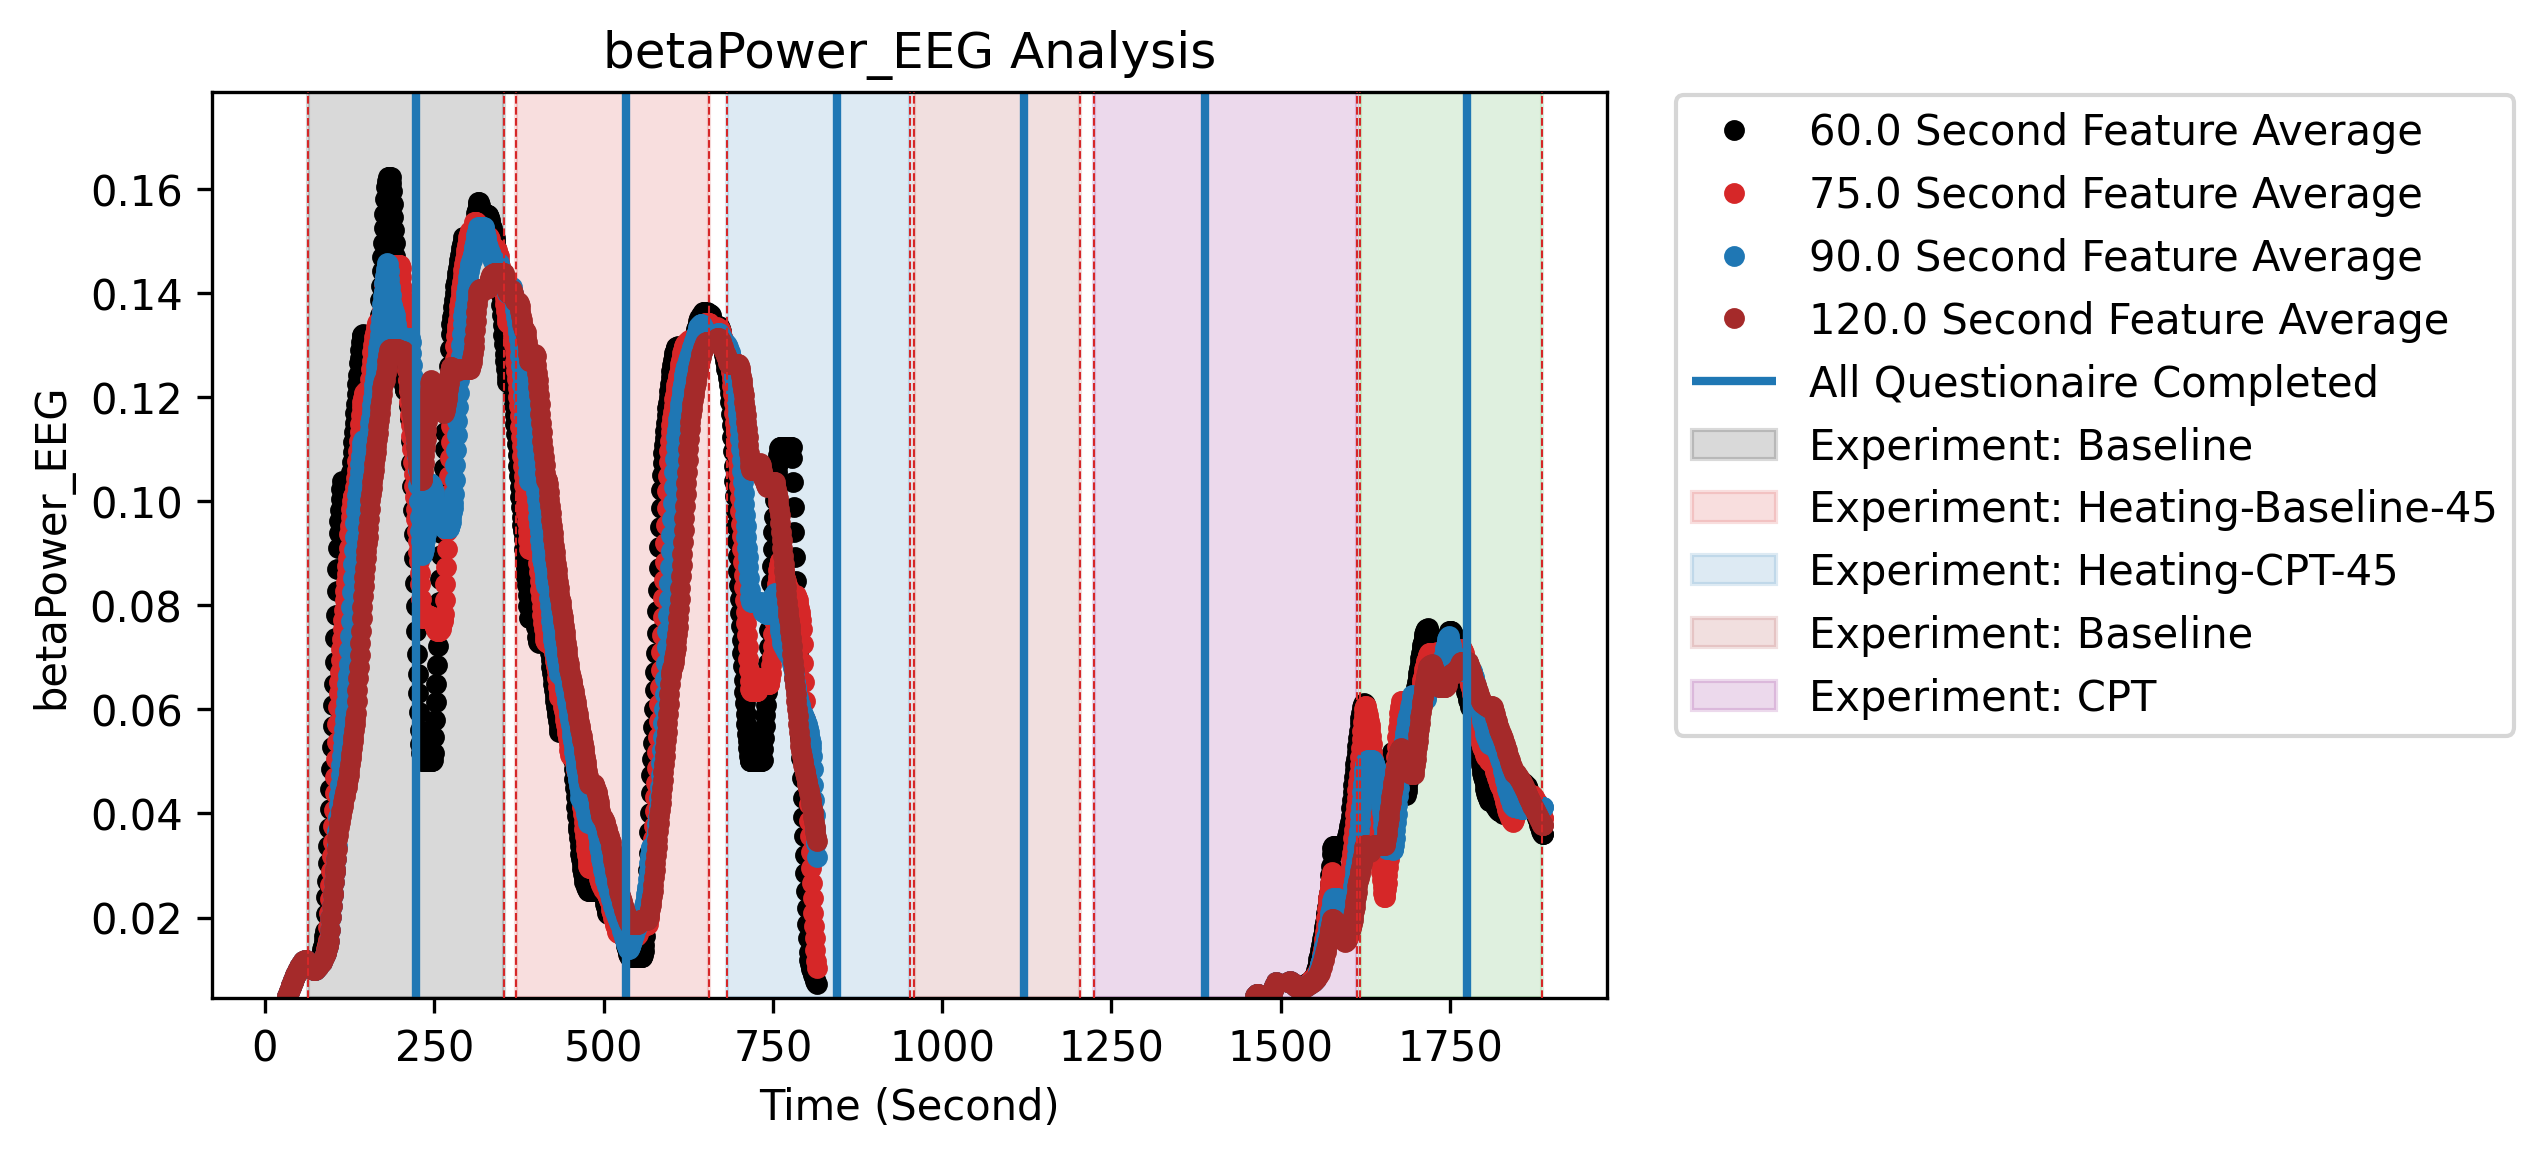 betaPower_EEG Analysis
betaPower_EEG
0.16
0.14
0.12
0.10
0.08
0.06
0.04
0.02
0 250 500 750 1000 1250 1500 1750
Time (Second)
60.0 Second Feature Average
75.0 Second Feature Average
90.0 Second Feature Average
120.0 Second Feature Average
All Questionaire Completed
Experiment: Baseline
Experiment: Heating-Baseline-45
Experiment: Heating-CPT-45
Experiment: Baseline
Experiment: CPT